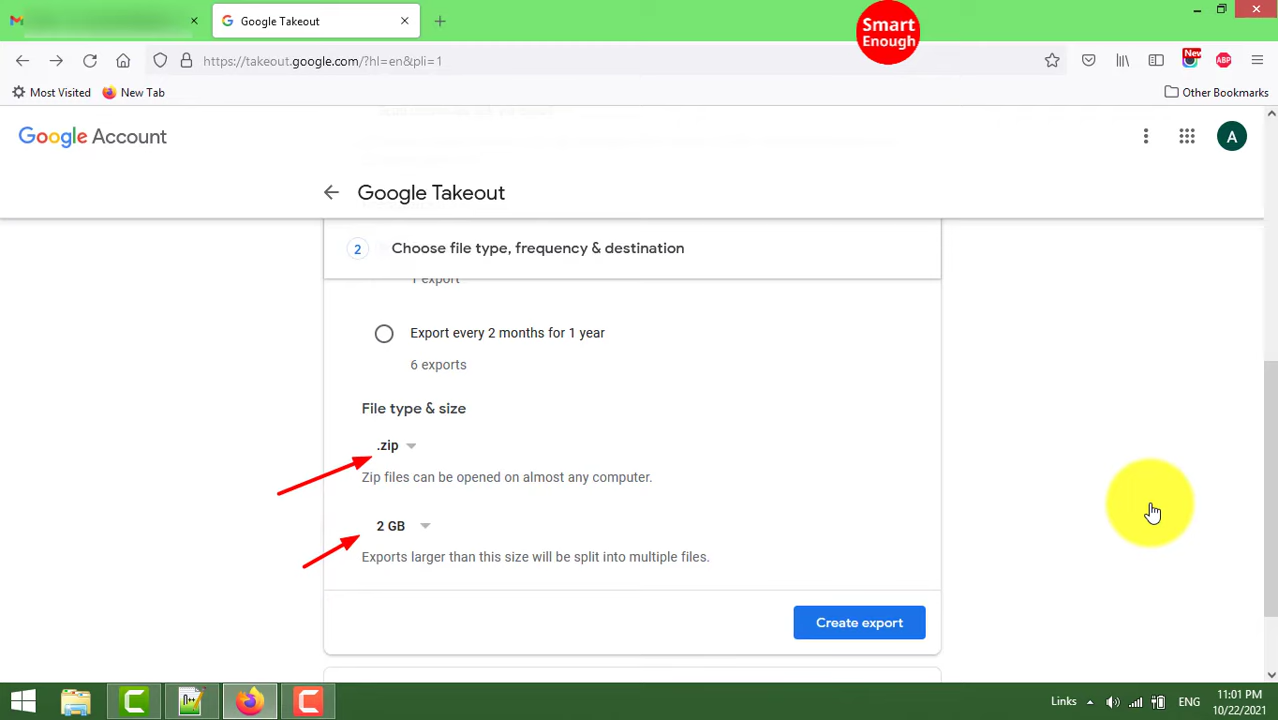 Google Takeout
Smart
Enough
https://takeout.google.com/?hl=en&pli=1
New
ABP
Most Visited
New Tab
Other Bookmarks
Google Account
A
Google Takeout
2
Choose file type, frequency & destination
1 export
Export every 2 months for 1 year
6 exports
File type & size
.zip
Zip files can be opened on almost any computer.
2 GB
Exports larger than this size will be split into multiple files.
Create export
Links
ENG
11:01 PM
10/22/2021